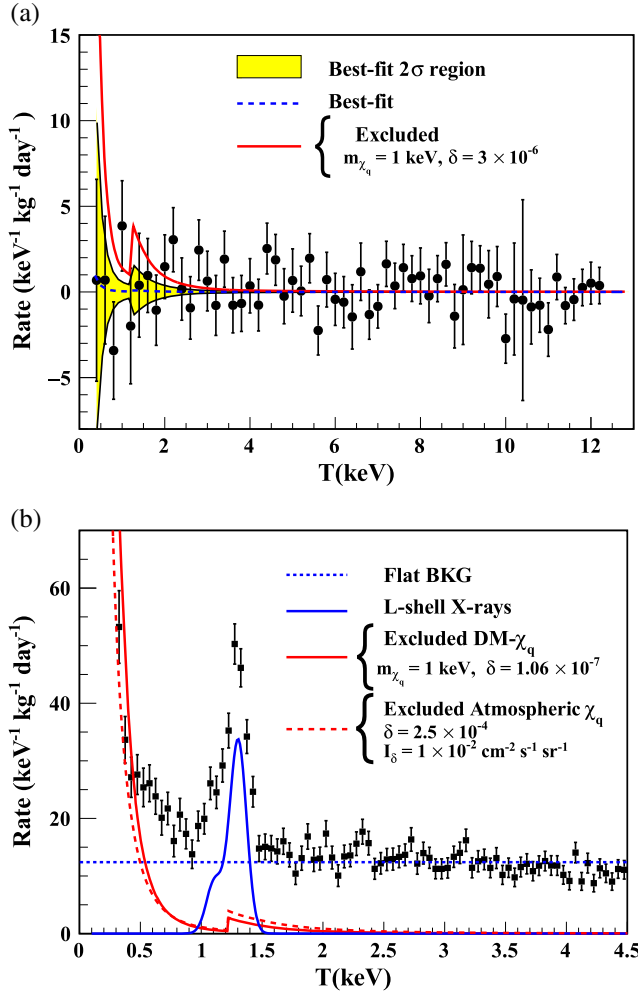 (a)
15
10
5
0
−5
Rate (keV⁻¹ kg⁻¹ day⁻¹)
Best-fit 2σ region
Best-fit
Excluded
m_χq = 1 keV, δ = 3 × 10⁻⁶
0 2 4 6 8 10 12
T(keV)
(b)
60
40
20
0
Rate (keV⁻¹ kg⁻¹ day⁻¹)
Flat BKG
L-shell X-rays
Excluded DM-χq
m_χq = 1 keV, δ = 1.06 × 10⁻⁷
Excluded Atmospheric χq
δ = 2.5 × 10⁻⁴
I_δ = 1 × 10⁻² cm⁻² s⁻¹ sr⁻¹
0 0.5 1 1.5 2 2.5 3 3.5 4 4.5
T(keV)